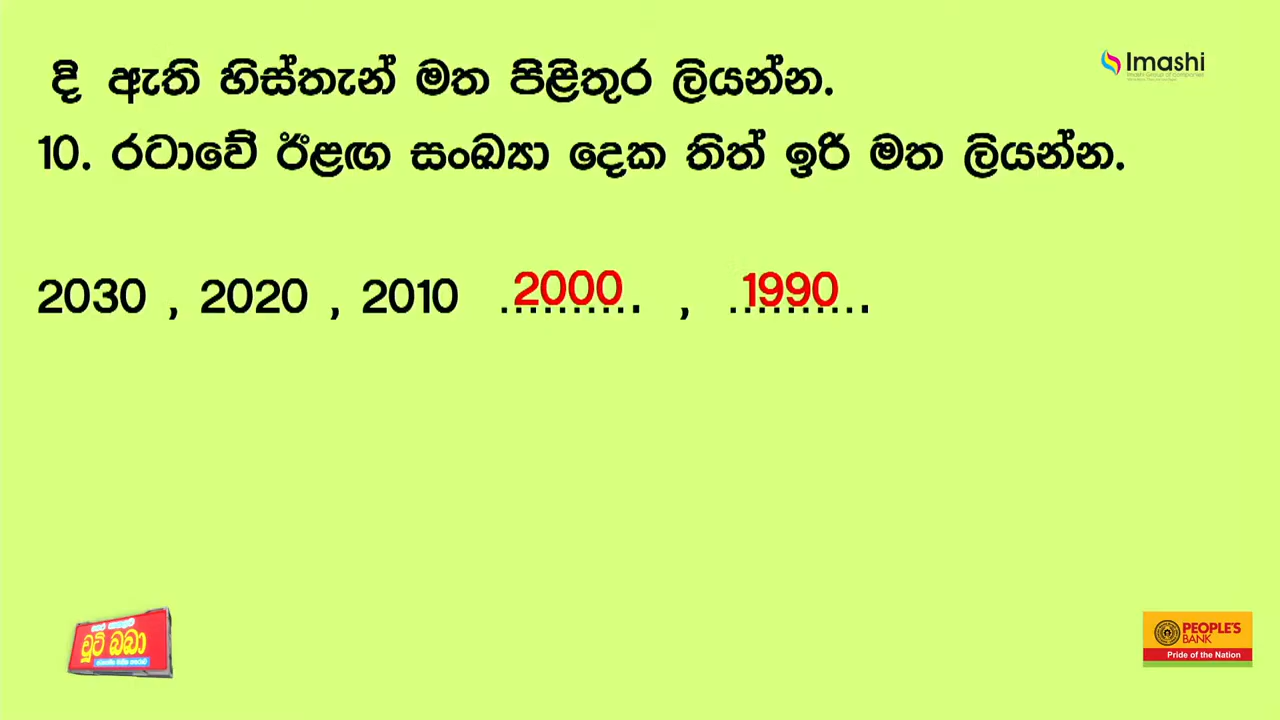 Imashi
දි ඇති හිස්තැන් මත පිළිතුර ලියන්න.
10. රටාවේ ඊළඟ සංඛ්‍යා දෙක තිත් ඉරි මත ලියන්න.
2030 , 2020 , 2010 ..2000.. , ..1990..
චූටි බබා
PEOPLE'S
BANK
Pride of the Nation